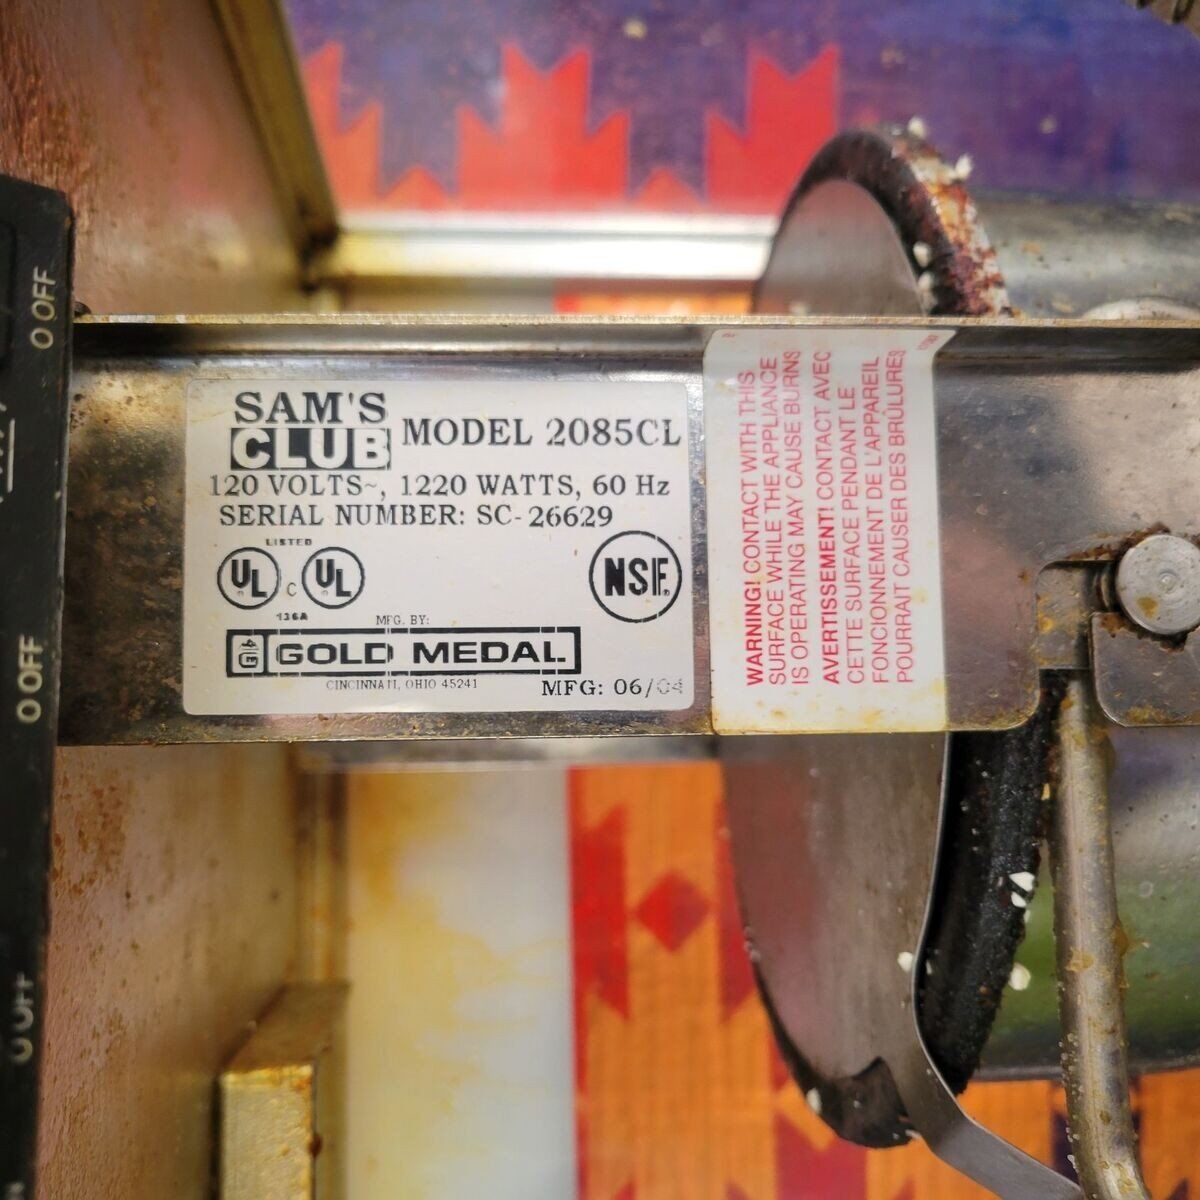 O OFF
O OFF
O OFF
SAM'S
CLUB
MODEL 2085CL
120 VOLTS~, 1220 WATTS, 60 Hz
SERIAL NUMBER: SC-26629
LISTED
UL C UL
136A
NSF®
MFG. BY:
G GOLD MEDAL®
CINCINNATI, OHIO 45241
MFG: 06/04
WARNING! CONTACT WITH THIS
SURFACE WHILE THE APPLIANCE
IS OPERATING MAY CAUSE BURNS
AVERTISSEMENT! CONTACT AVEC
CETTE SURFACE PENDANT LE
FONCIONNEMENT DE L'APPAREIL
POURRAIT CAUSER DES BRÛLURES